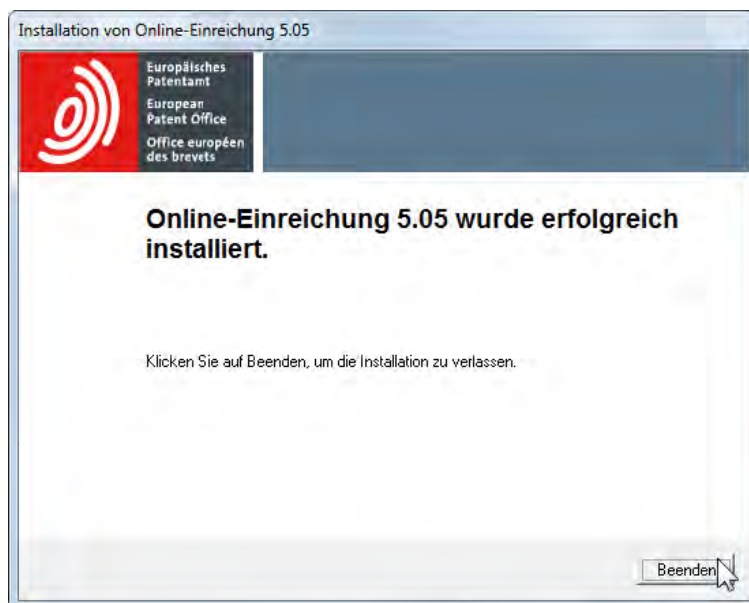 Installation von Online-Einreichung 5.05
Europäisches
Patentamt
European
Patent Office
Office européen
des brevets
Online-Einreichung 5.05 wurde erfolgreich
installiert.
Klicken Sie auf Beenden, um die Installation zu verlassen.
Beenden